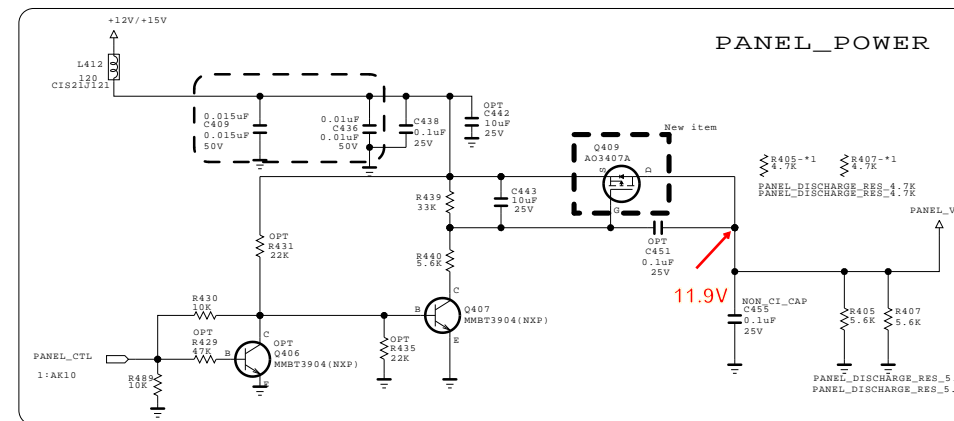 +12V/+15V
PANEL_POWER
L412
120
CIS21J121
0.015uF
C409
0.015uF
50V
0.01uF
C436
0.01uF
50V
C438
0.1uF
25V
OPT
C442
10uF
25V
New item
Q409
AO3407A
S
D
G
R405-*1
4.7K
R407-*1
4.7K
PANEL_DISCHARGE_RES_4.7K
PANEL_DISCHARGE_RES_4.7K
R439
33K
C443
10uF
25V
PANEL_V
OPT
R431
22K
R440
5.6K
OPT
C451
0.1uF
25V
11.9V
NON_CI_CAP
C455
0.1uF
25V
R405
5.6K
R407
5.6K
R430
10K
C
B
Q407
MMBT3904(NXP)
E
OPT
R429
47K
C
OPT
Q406
B
MMBT3904(NXP)
E
OPT
R435
22K
PANEL_CTL
1:AK10
R489
10K
PANEL_DISCHARGE_RES_5.
PANEL_DISCHARGE_RES_5.